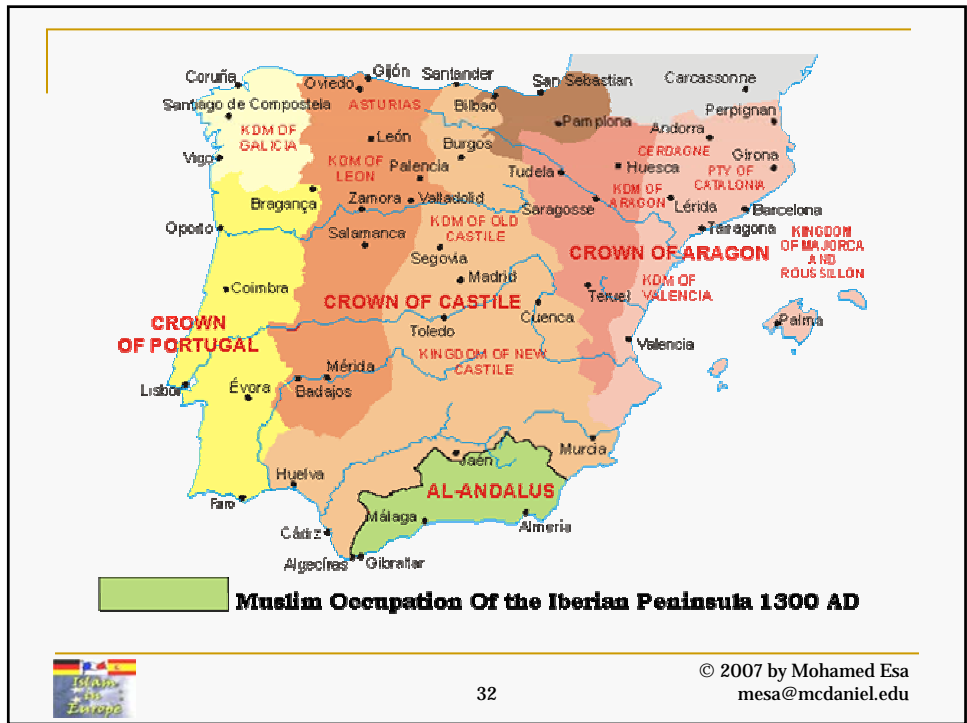 Coruña
Oviedo
Gijón
Santander
San Sebastian
Carcassonne
Santiago de Compostela
ASTURIAS
Bilbao
Perpignan
KDM OF
GALICIA
León
Pamplona
Andorra
Vigo
KDM OF
LEON
Burgos
CERDAGNE
Girona
Palencia
Tudela
Huesca
PTY OF
CATALONIA
Bragança
Zamora
Valladolid
KDM OF
ARAGON
Saragosse
Lérida
Barcelona
Oporto
Salamanca
KDM OF OLD
CASTILE
Tarragona
KINGDOM
OF MAJORCA
AND
ROUSSILLON
Segovia
CROWN OF ARAGON
Madrid
Coimbra
CROWN OF CASTILE
Teruel
KDM OF
VALENCIA
Cuenca
Palma
CROWN
OF PORTUGAL
Toledo
Valencia
KINGDOM OF NEW
CASTILE
Lisbon
Évora
Mérida
Badajos
Murcia
Huelva
Jaén
AL-ANDALUS
Faro
Málaga
Almeria
Cádiz
Algeciras
Gibraltar
Muslim Occupation Of the Iberian Peninsula 1300 AD
Islam
in
Europe
32
© 2007 by Mohamed Esa
mesa@mcdaniel.edu